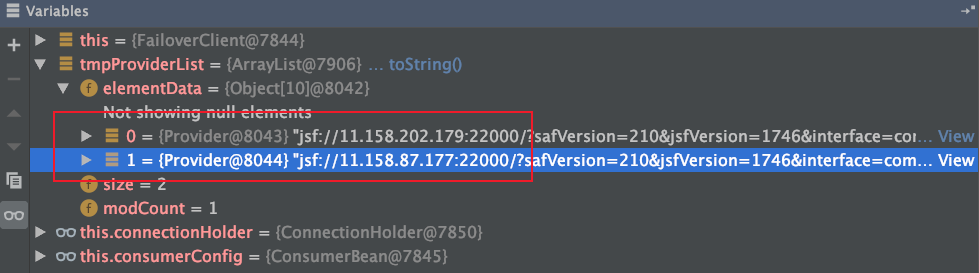 Variables
this = {FailoverClient@7844}
tmpProviderList = {ArrayList@7906} ... toString()
f elementData = {Object[10]@8042}
Not showing null elements
0 = {Provider@8043} "jsf://11.158.202.179:22000/?safVersion=210&jsfVersion=1746&interface=com... View
1 = {Provider@8044} "jsf://11.158.87.177:22000/?safVersion=210&jsfVersion=1746&interface=com... View
f size = 2
f modCount = 1
this.connectionHolder = {ConnectionHolder@7850}
this.consumerConfig = {ConsumerBean@7845}